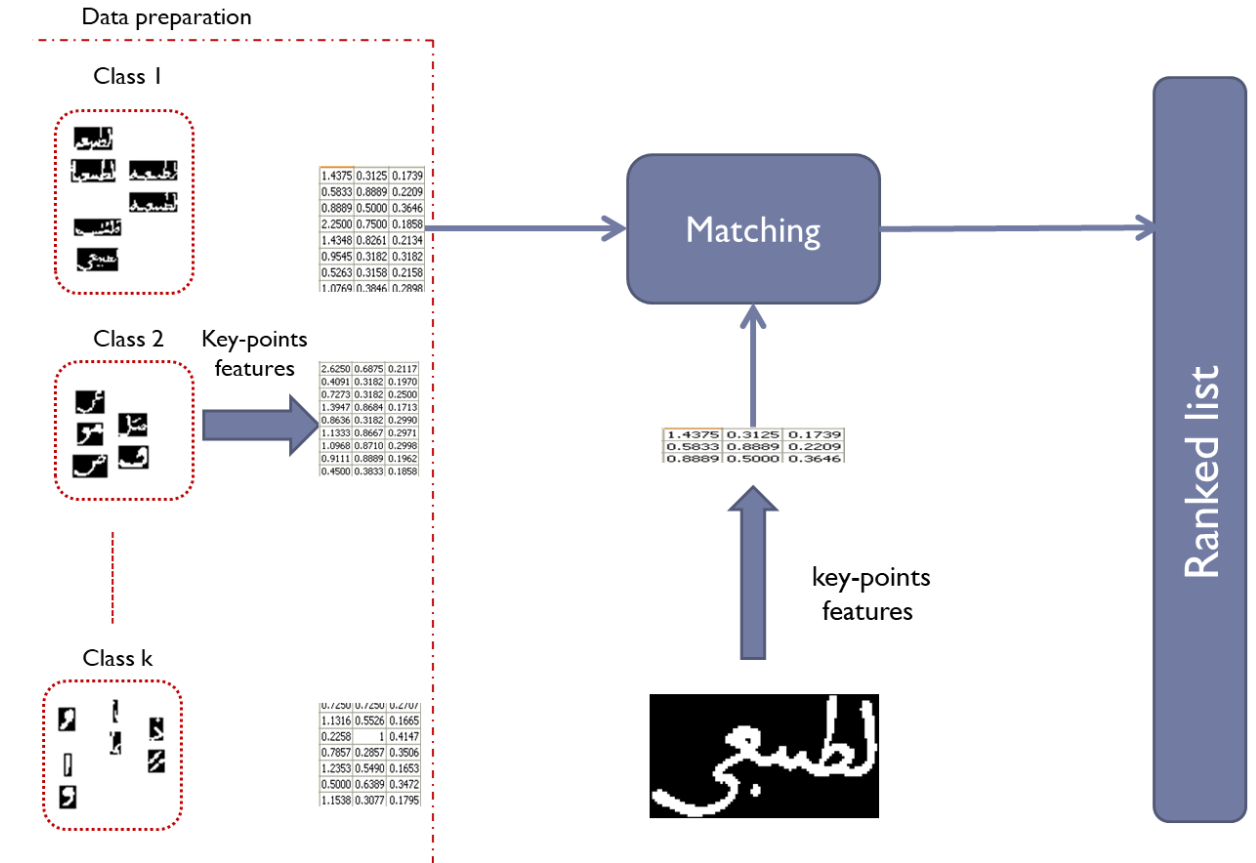 Data preparation
Class 1
1.4375 0.3125 0.1739
0.5833 0.8889 0.2209
0.8889 0.5000 0.3646
2.2500 0.7500 0.1858
1.4348 0.8261 0.2134
0.9545 0.3182 0.3182
0.5263 0.3158 0.2158
1.0769 0.3846 0.2898
Matching
Ranked list
Class 2
Key-points
features
2.6250 0.6875 0.2117
0.4091 0.3182 0.1970
0.7273 0.3182 0.2500
1.3947 0.8684 0.1713
0.8636 0.3182 0.2990
1.1333 0.8667 0.2971
1.0968 0.8710 0.2998
0.9111 0.8889 0.1962
0.4500 0.3833 0.1858
1.4375 0.3125 0.1739
0.5833 0.8889 0.2209
0.8889 0.5000 0.3646
key-points
features
Class k
0.7250 0.7250 0.2707
1.1316 0.5526 0.1665
0.2258 1 0.4147
0.7857 0.2857 0.3506
1.2353 0.5490 0.1653
0.5000 0.6389 0.3472
1.1538 0.3077 0.1795